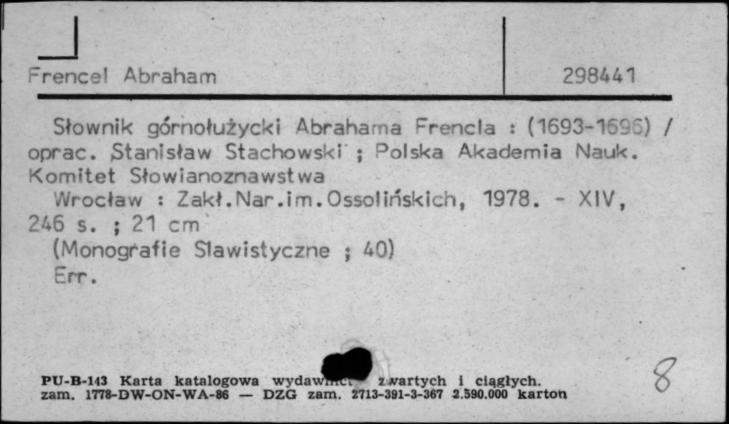 Frencel Abraham 298441
Słownik górnołużycki Abrahama Frencla : (1693-1696) /
oprac. Stanisław Stachowski ; Polska Akademia Nauk.
Komitet Słowianoznawstwa
Wrocław : Zakł.Nar.im.Ossolińskich, 1978. - XIV,
246 s. ; 21 cm
(Monografie Slawistyczne ; 40)
Err.
PU-B-143 Karta katalogowa zwartych i ciągłych.
zam. 1778-DW-ON-WA-86 — DZG zam. 2713-391-3-367 2.590.000 karton
8